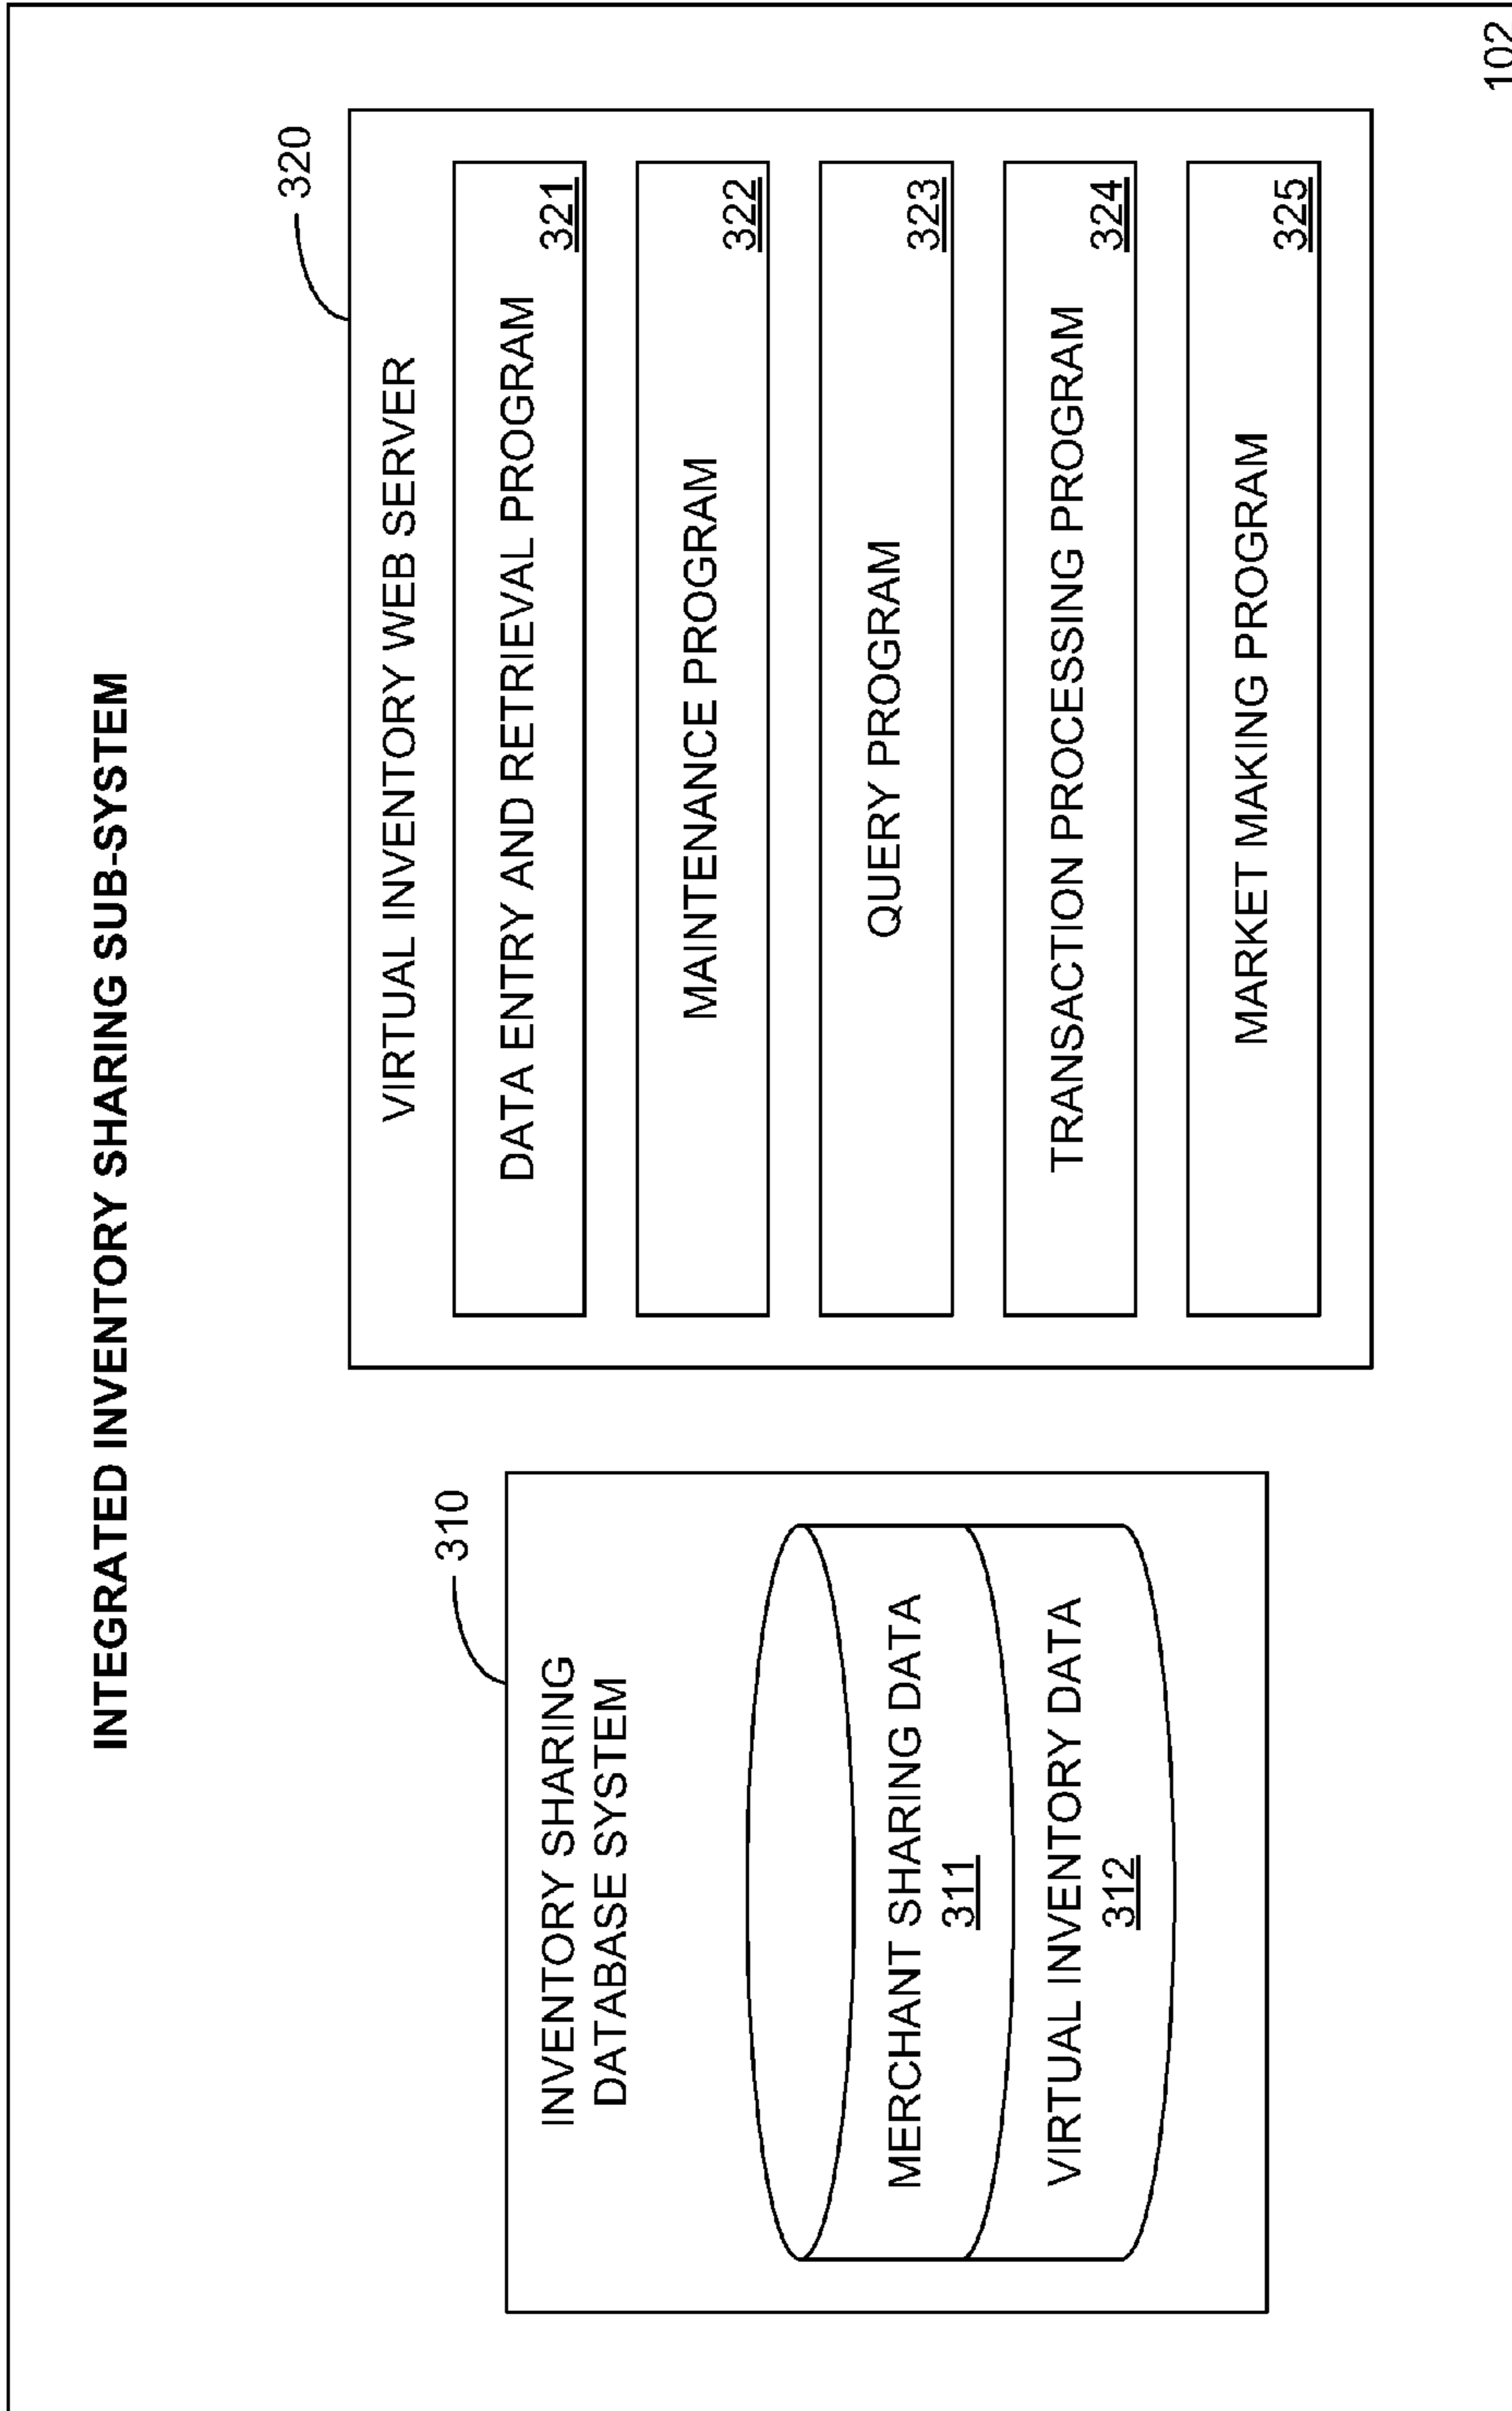 INTEGRATED INVENTORY SHARING SUB-SYSTEM
310
INVENTORY SHARING
DATABASE SYSTEM
MERCHANT SHARING DATA
311
VIRTUAL INVENTORY DATA
312
320
VIRTUAL INVENTORY WEB SERVER
DATA ENTRY AND RETRIEVAL PROGRAM
321
MAINTENANCE PROGRAM
322
QUERY PROGRAM
323
TRANSACTION PROCESSING PROGRAM
324
MARKET MAKING PROGRAM
325
102